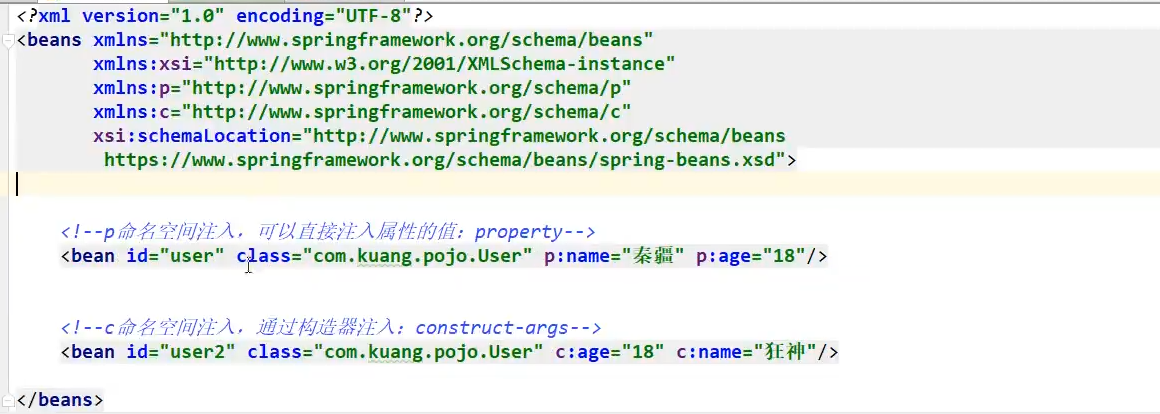 <?xml version="1.0" encoding="UTF-8"?>
<beans xmlns="http://www.springframework.org/schema/beans"
xmlns:xsi="http://www.w3.org/2001/XMLSchema-instance"
xmlns:p="http://www.springframework.org/schema/p"
xmlns:c="http://www.springframework.org/schema/c"
xsi:schemaLocation="http://www.springframework.org/schema/beans
https://www.springframework.org/schema/beans/spring-beans.xsd">
<!--p命名空间注入，可以直接注入属性的值：property-->
<bean id="user" class="com.kuang.pojo.User" p:name="秦疆" p:age="18"/>
<!--c命名空间注入，通过构造器注入：construct-args-->
<bean id="user2" class="com.kuang.pojo.User" c:age="18" c:name="狂神"/>
</beans>